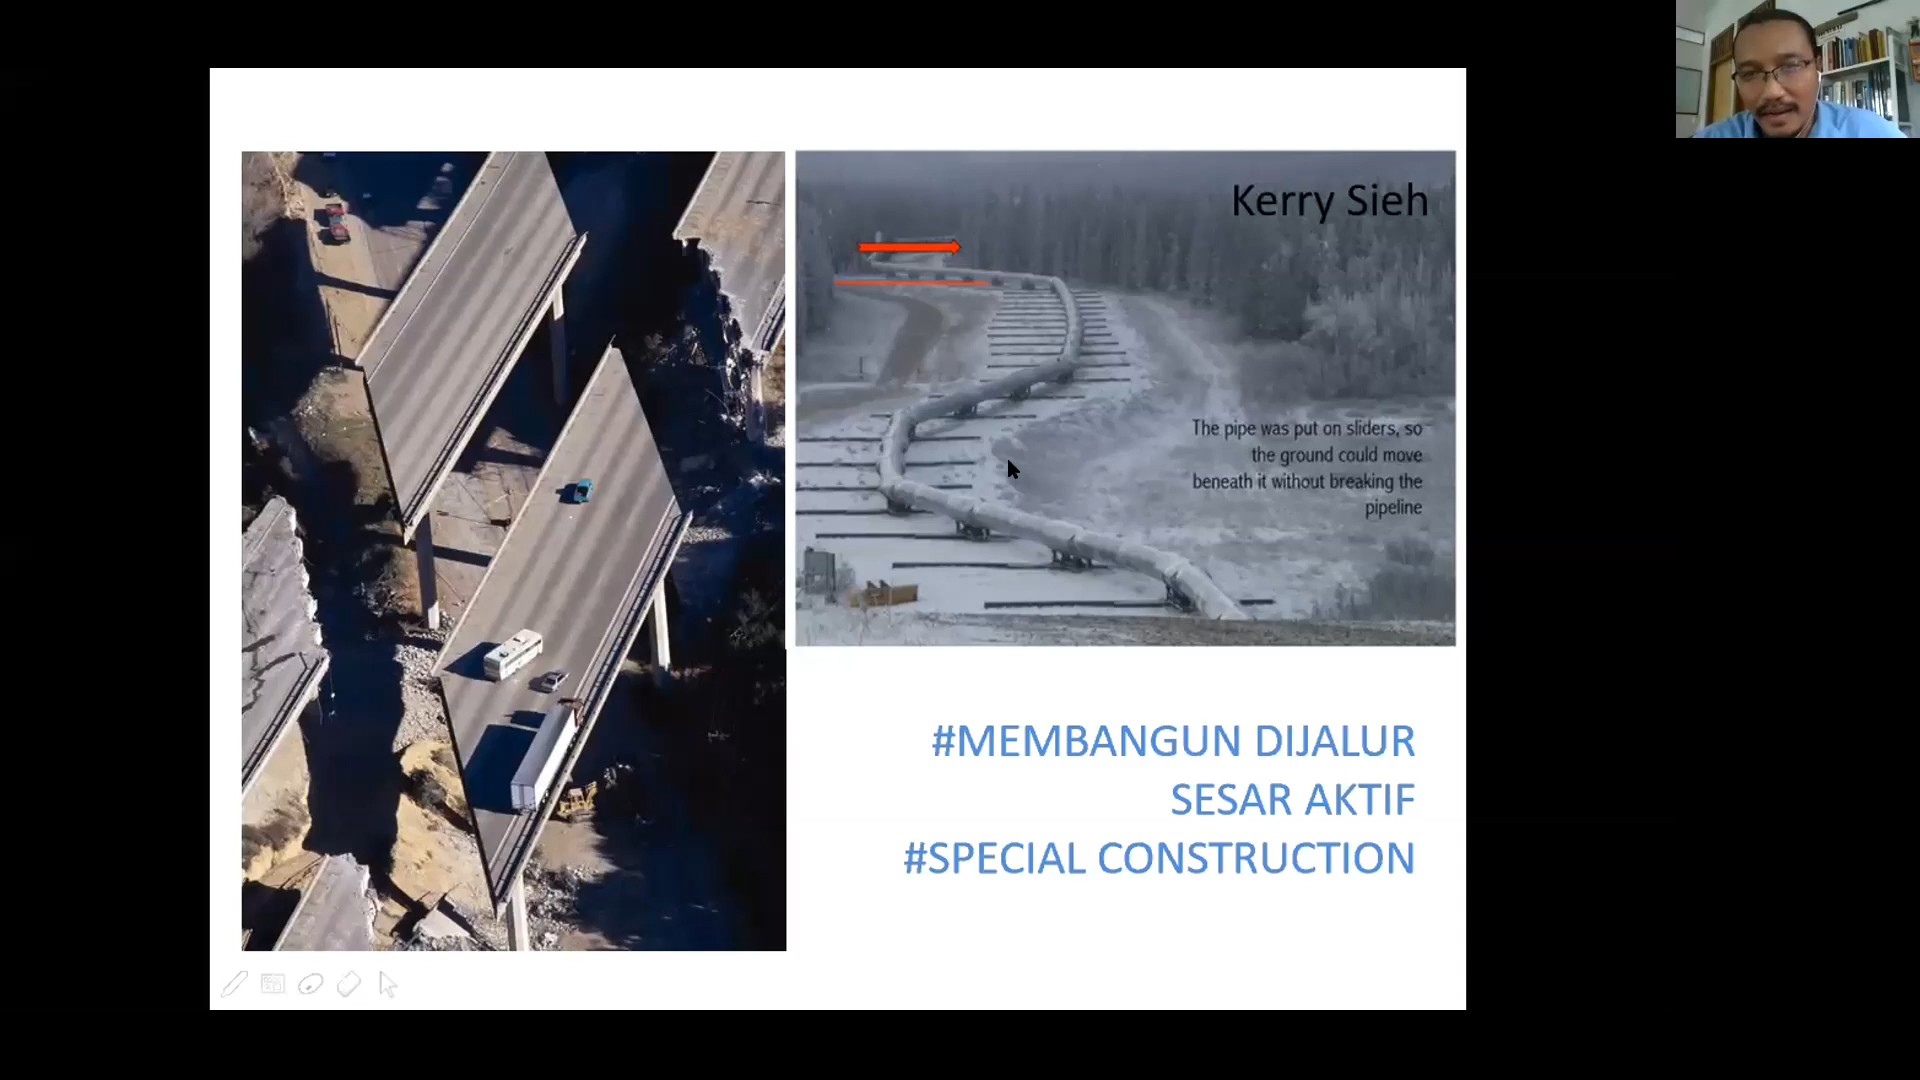 Kerry Sieh
The pipe was put on sliders, so
the ground could move
beneath it without breaking the
pipeline
#MEMBANGUN DIJALUR
SESAR AKTIF
#SPECIAL CONSTRUCTION